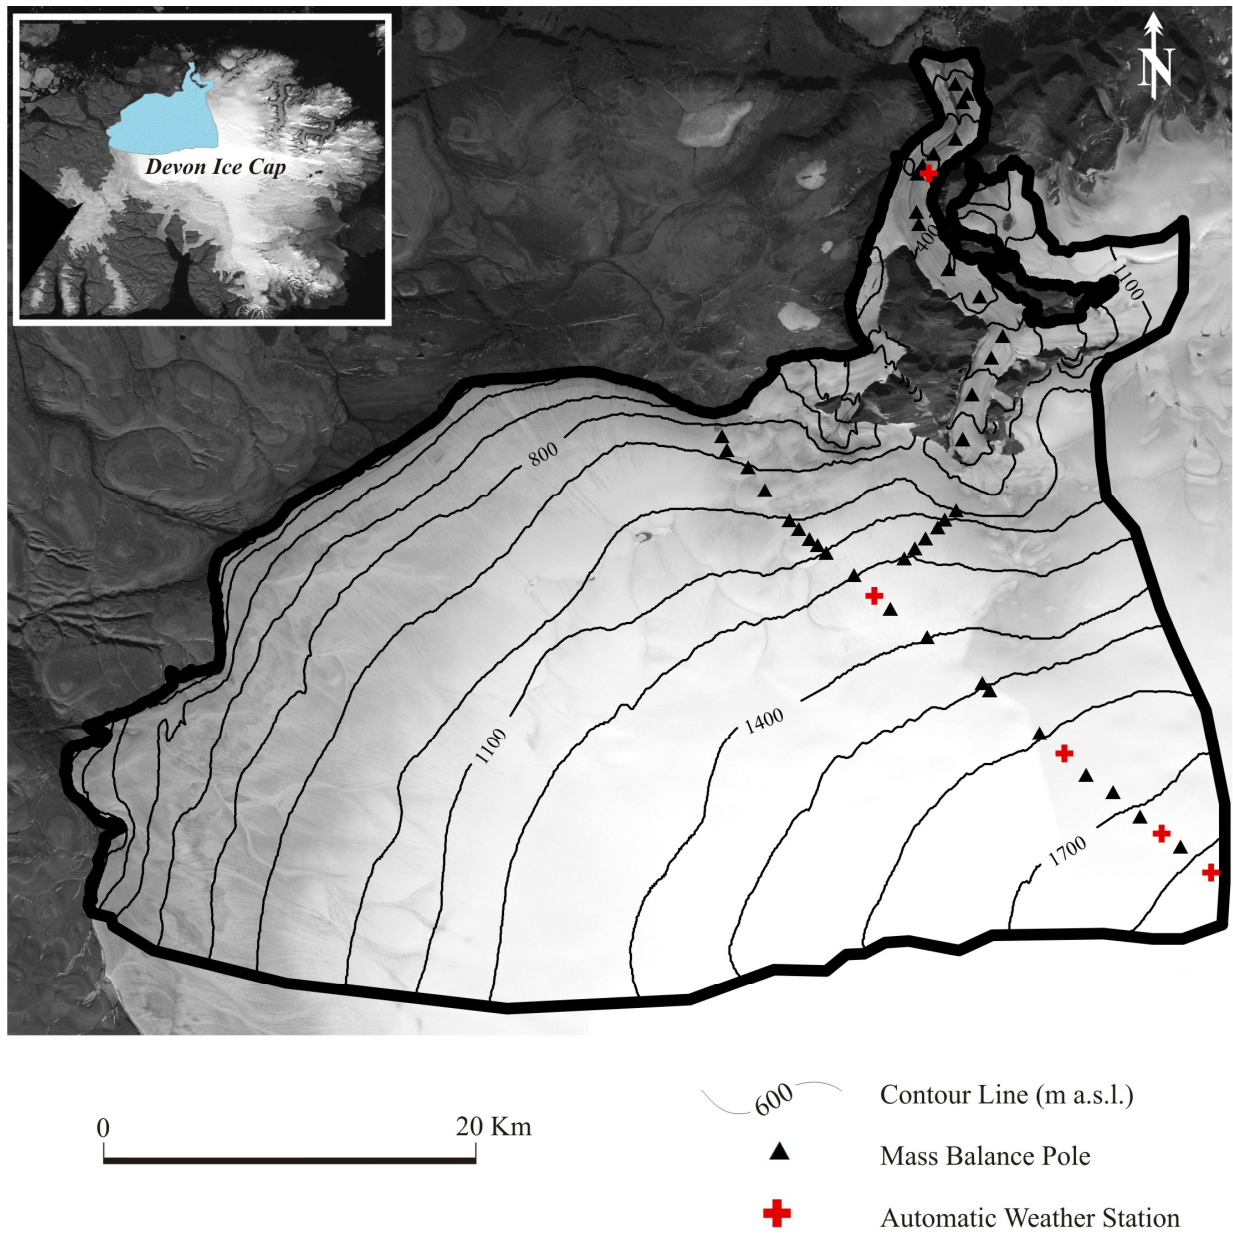 Devon Ice Cap
N
400
1100
800
1400
1100
1700
0
20 Km
600
Contour Line (m a.s.l.)
Mass Balance Pole
Automatic Weather Station